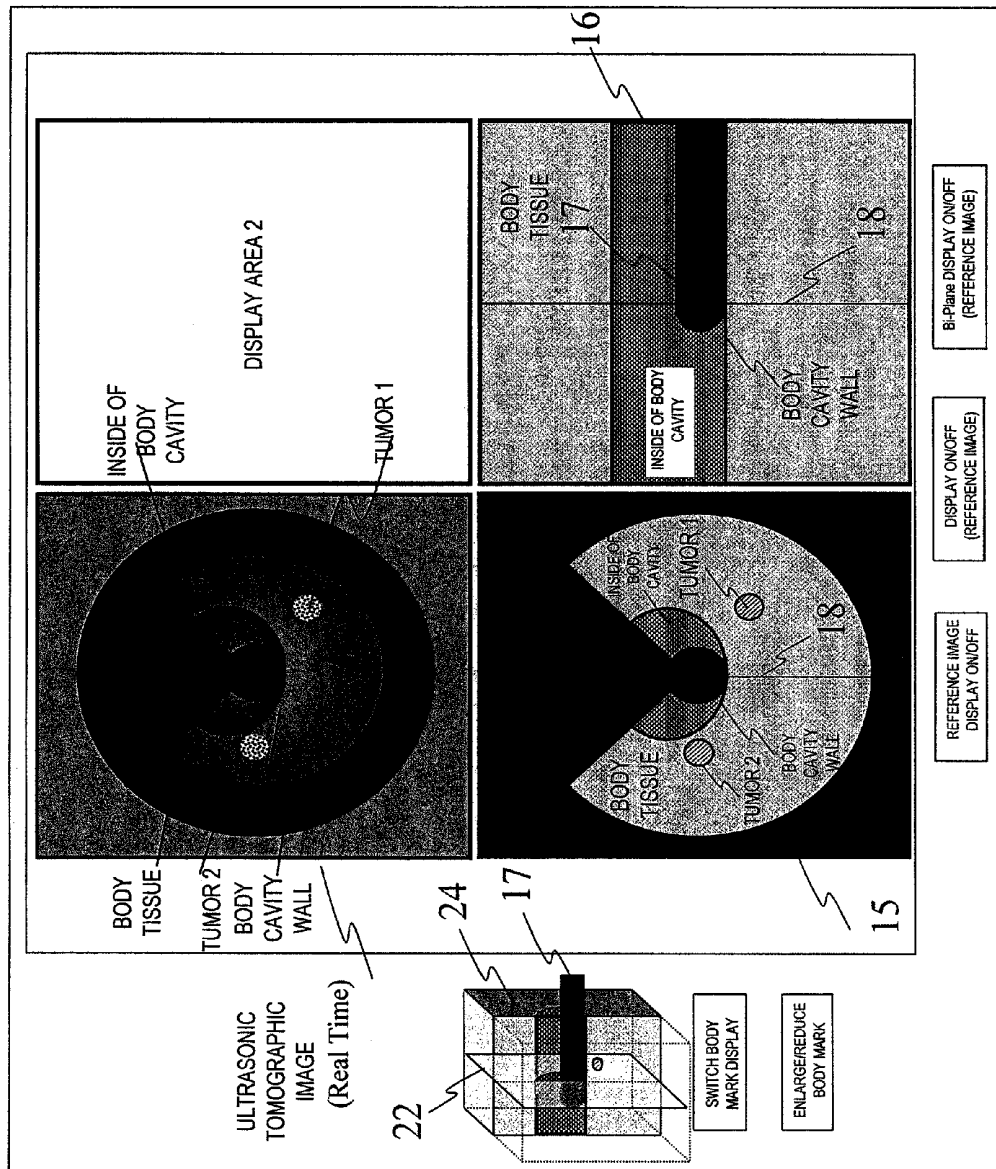 ULTRASONIC
TOMOGRAPHIC
IMAGE
(Real Time)
22
24
17
SWITCH BODY
MARK DISPLAY
ENLARGE/REDUCE
BODY MARK
BODY
TISSUE
TUMOR 2
BODY
CAVITY
WALL
INSIDE OF
BODY
CAVITY
TUMOR 1
DISPLAY AREA 2
15
BODY
TISSUE
TUMOR 2
BODY
CAVITY
WALL
INSIDE OF
BODY
CAVITY
TUMOR 1
18
BODY
TISSUE
17
INSIDE OF BODY
CAVITY
BODY
CAVITY
WALL
18
16
REFERENCE IMAGE
DISPLAY ON/OFF
DISPLAY ON/OFF
(REFERENCE IMAGE)
Bi-Plane DISPLAY ON/OFF
(REFERENCE IMAGE)